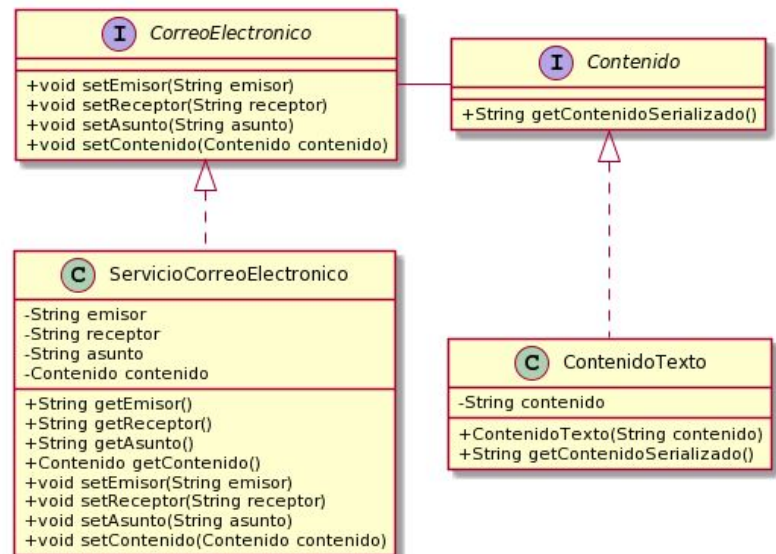 I CorreoElectronico
+void setEmisor(String emisor)
+void setReceptor(String receptor)
+void setAsunto(String asunto)
+void setContenido(Contenido contenido)
I Contenido
+String getContenidoSerializado()
C ServicioCorreoElectronico
-String emisor
-String receptor
-String asunto
-Contenido contenido
+String getEmisor()
+String getReceptor()
+String getAsunto()
+Contenido getContenido()
+void setEmisor(String emisor)
+void setReceptor(String receptor)
+void setAsunto(String asunto)
+void setContenido(Contenido contenido)
C ContenidoTexto
-String contenido
+ContenidoTexto(String contenido)
+String getContenidoSerializado()